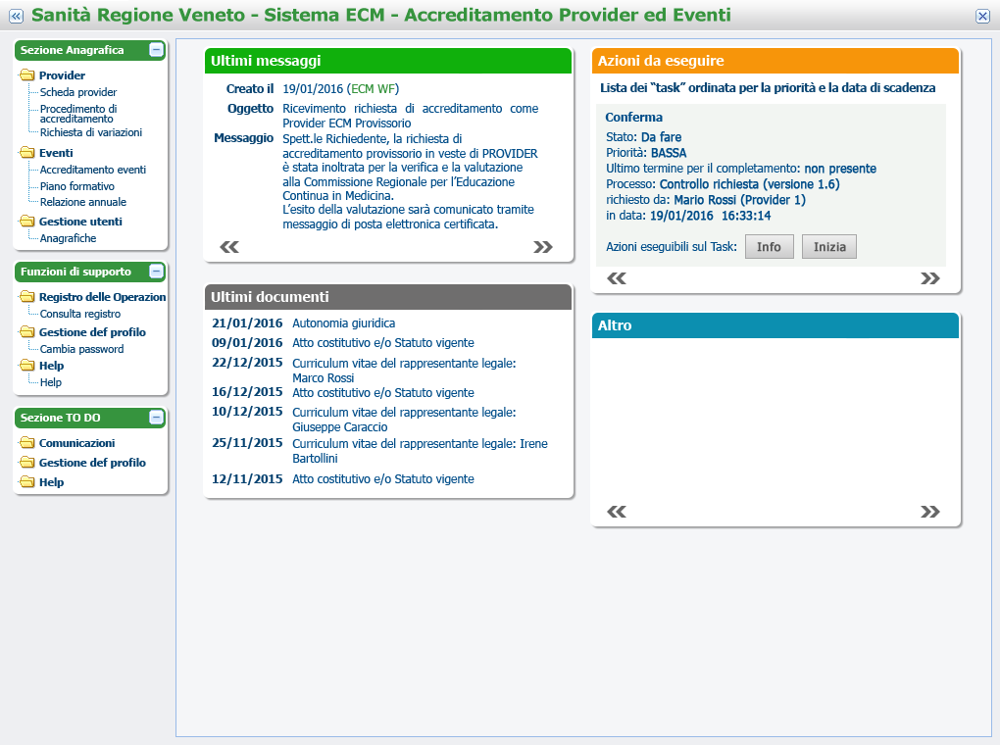 Sanità Regione Veneto - Sistema ECM - Accreditamento Provider ed Eventi
Sezione Anagrafica
Provider
Scheda provider
Procedimento di
accreditamento
Richiesta di variazioni
Eventi
Accreditamento eventi
Piano formativo
Relazione annuale
Gestione utenti
Anagrafiche
Funzioni di supporto
Registro delle Operazion
Consulta registro
Gestione def profilo
Cambia password
Help
Help
Sezione TO DO
Comunicazioni
Gestione def profilo
Help
Ultimi messaggi
Creato il 19/01/2016 (ECM WF)
Oggetto Ricevimento richiesta di accreditamento come
Provider ECM Provissorio
Messaggio Spett.le Richiedente, la richiesta di
accreditamento provissorio in veste di PROVIDER
è stata inoltrata per la verifica e la valutazione
alla Commissione Regionale per l'Educazione
Continua in Medicina.
L'esito della valutazione sarà comunicato tramite
messaggio di posta elettronica certificata.
Ultimi documenti
21/01/2016 Autonomia giuridica
09/01/2016 Atto costitutivo e/o Statuto vigente
22/12/2015 Curriculum vitae del rappresentante legale:
Marco Rossi
16/12/2015 Atto costitutivo e/o Statuto vigente
10/12/2015 Curriculum vitae del rappresentante legale:
Giuseppe Caraccio
25/11/2015 Curriculum vitae del rappresentante legale: Irene
Bartollini
12/11/2015 Atto costitutivo e/o Statuto vigente
Azioni da eseguire
Lista dei “task” ordinata per la priorità e la data di scadenza
Conferma
Stato: Da fare
Priorità: BASSA
Ultimo termine per il completamento: non presente
Processo: Controllo richiesta (versione 1.6)
richiesto da: Mario Rossi (Provider 1)
in data: 19/01/2016 16:33:14
Azioni eseguibili sul Task: Info Inizia
Altro